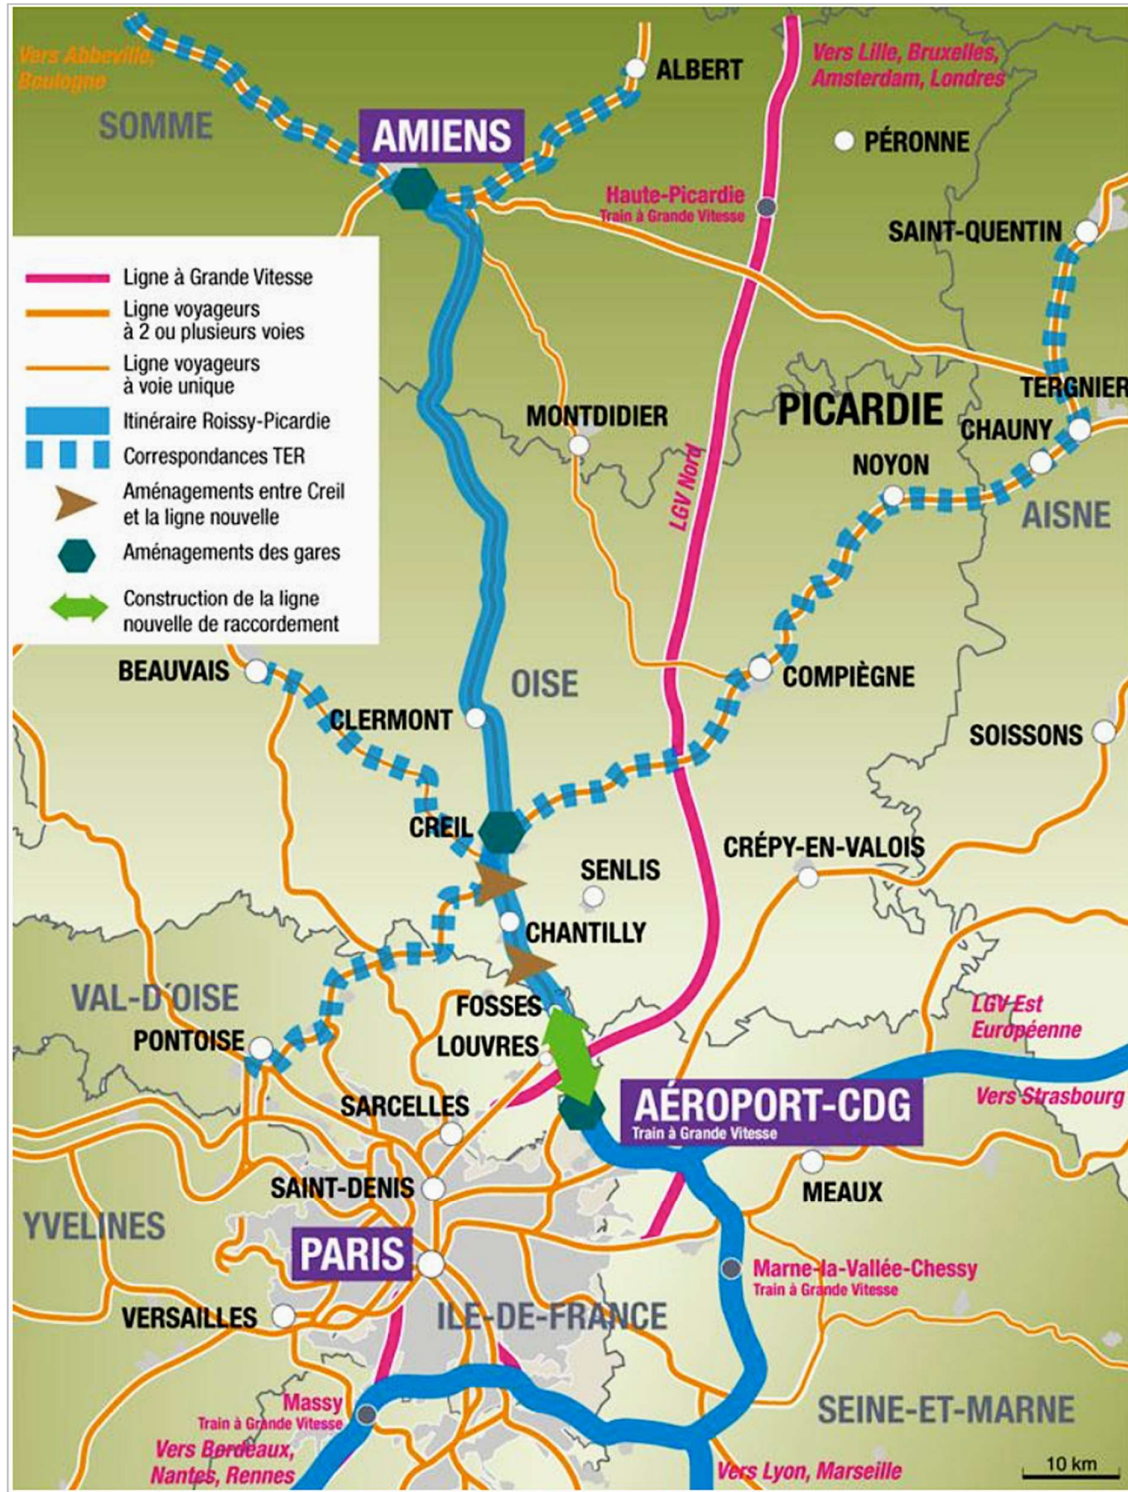 Vers Abbeville,
Boulogne
SOMME
AMIENS
ALBERT
Vers Lille, Bruxelles,
Amsterdam, Londres
PÉRONNE
Haute-Picardie
Train à Grande Vitesse
SAINT-QUENTIN
Ligne à Grande Vitesse
Ligne voyageurs
à 2 ou plusieurs voies
Ligne voyageurs
à voie unique
Itinéraire Roissy-Picardie
Correspondances TER
Aménagements entre Creil
et la ligne nouvelle
Aménagements des gares
Construction de la ligne
nouvelle de raccordement
MONTDIDIER
PICARDIE
TERGNIER
CHAUNY
NOYON
AISNE
LGV Nord
BEAUVAIS
OISE
COMPIÈGNE
CLERMONT
SOISSONS
CREIL
SENLIS
CRÉPY-EN-VALOIS
CHANTILLY
VAL-D'OISE
FOSSES
LGV Est
Européenne
PONTOISE
LOUVRES
SARCELLES
AÉROPORT-CDG
Train à Grande Vitesse
Vers Strasbourg
SAINT-DENIS
MEAUX
YVELINES
PARIS
Marne-la-Vallée-Chessy
Train à Grande Vitesse
VERSAILLES
ILE-DE-FRANCE
Massy
Train à Grande Vitesse
SEINE-ET-MARNE
Vers Bordeaux,
Nantes, Rennes
Vers Lyon, Marseille
10 km